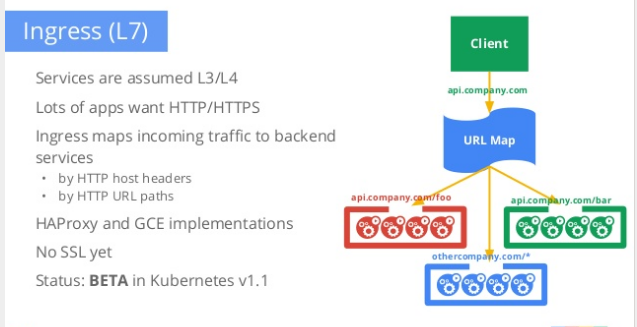 Ingress (L7)
Services are assumed L3/L4
Lots of apps want HTTP/HTTPS
Ingress maps incoming traffic to backend
services
• by HTTP host headers
• by HTTP URL paths
HAProxy and GCE implementations
No SSL yet
Status: BETA in Kubernetes v1.1
Client
api.company.com
URL Map
api.company.com/foo
api.company.com/bar
othercompany.com/*